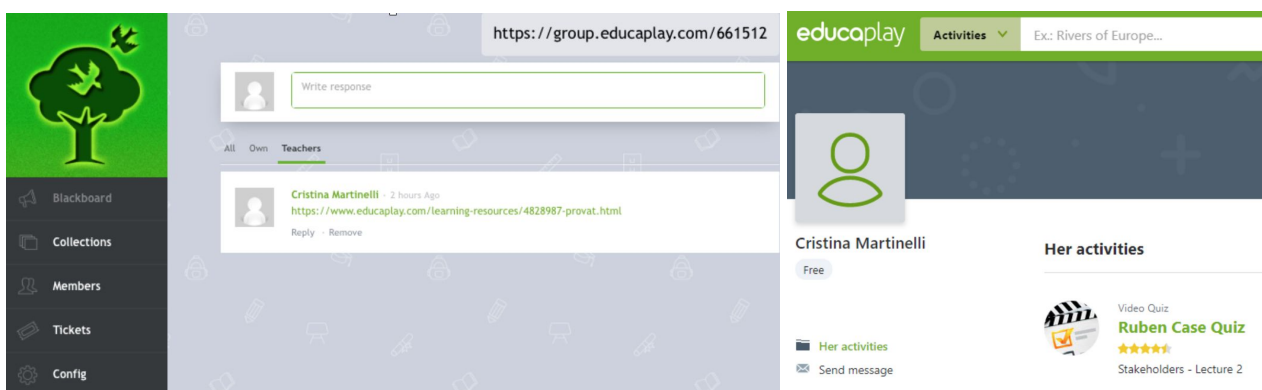 https://group.educaplay.com/661512
Write response
All Own Teachers
Cristina Martinelli - 2 hours Ago
https://www.educaplay.com/learning-resources/4828987-provat.html
Reply - Remove
Blackboard
Collections
Members
Tickets
Config
educaplay Activities Ex.: Rivers of Europe...
Cristina Martinelli
Free
Her activities
Send message
Her activities
Video Quiz
Ruben Case Quiz
Stakeholders - Lecture 2